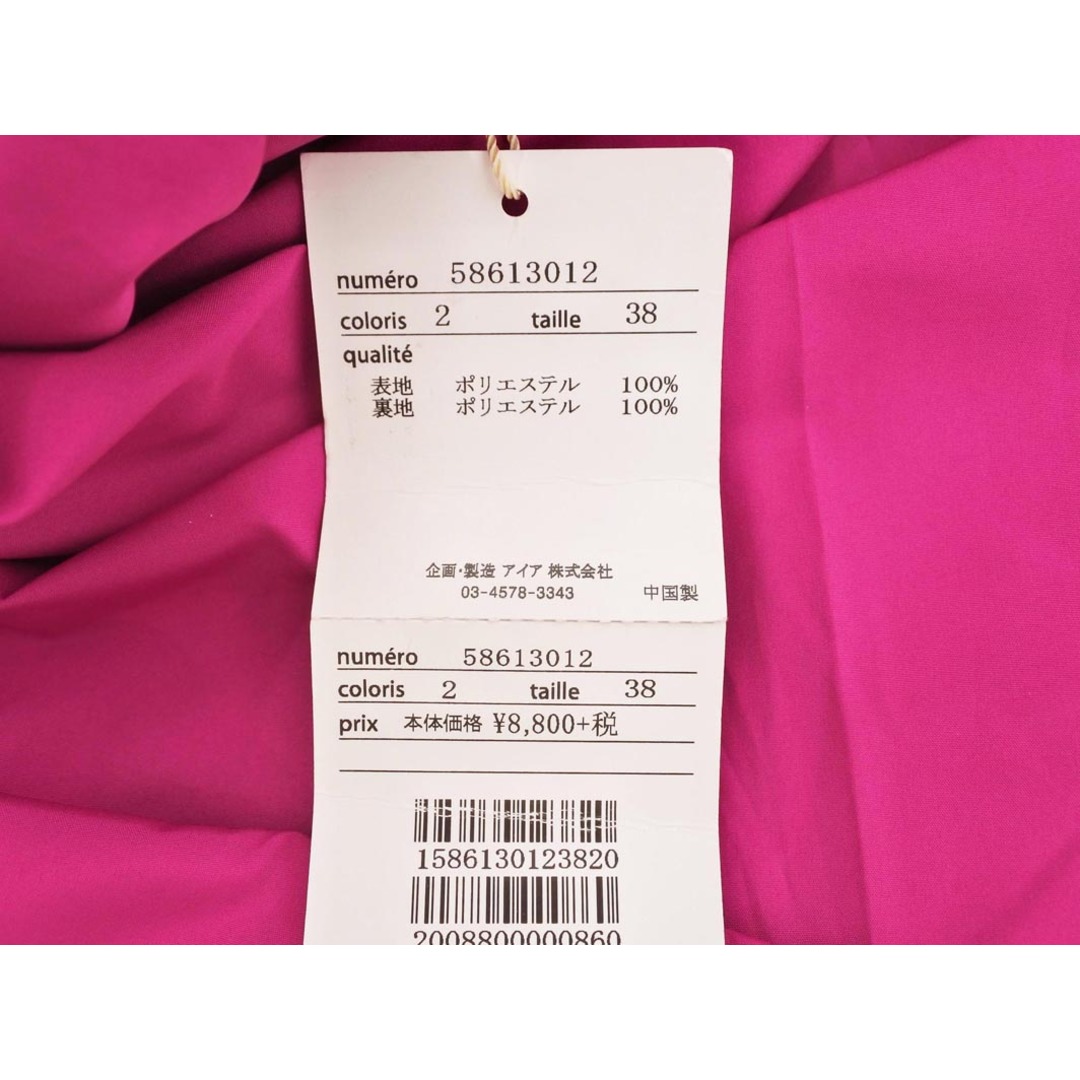 numéro 58613012
coloris 2 taille 38
qualité
表地 ポリエステル 100%
裏地 ポリエステル 100%
企画・製造 アイア 株式会社
03-4578-3343 中国製
numéro 58613012
coloris 2 taille 38
prix 本体価格 ¥8,800+税
1586130123820
2008800000860